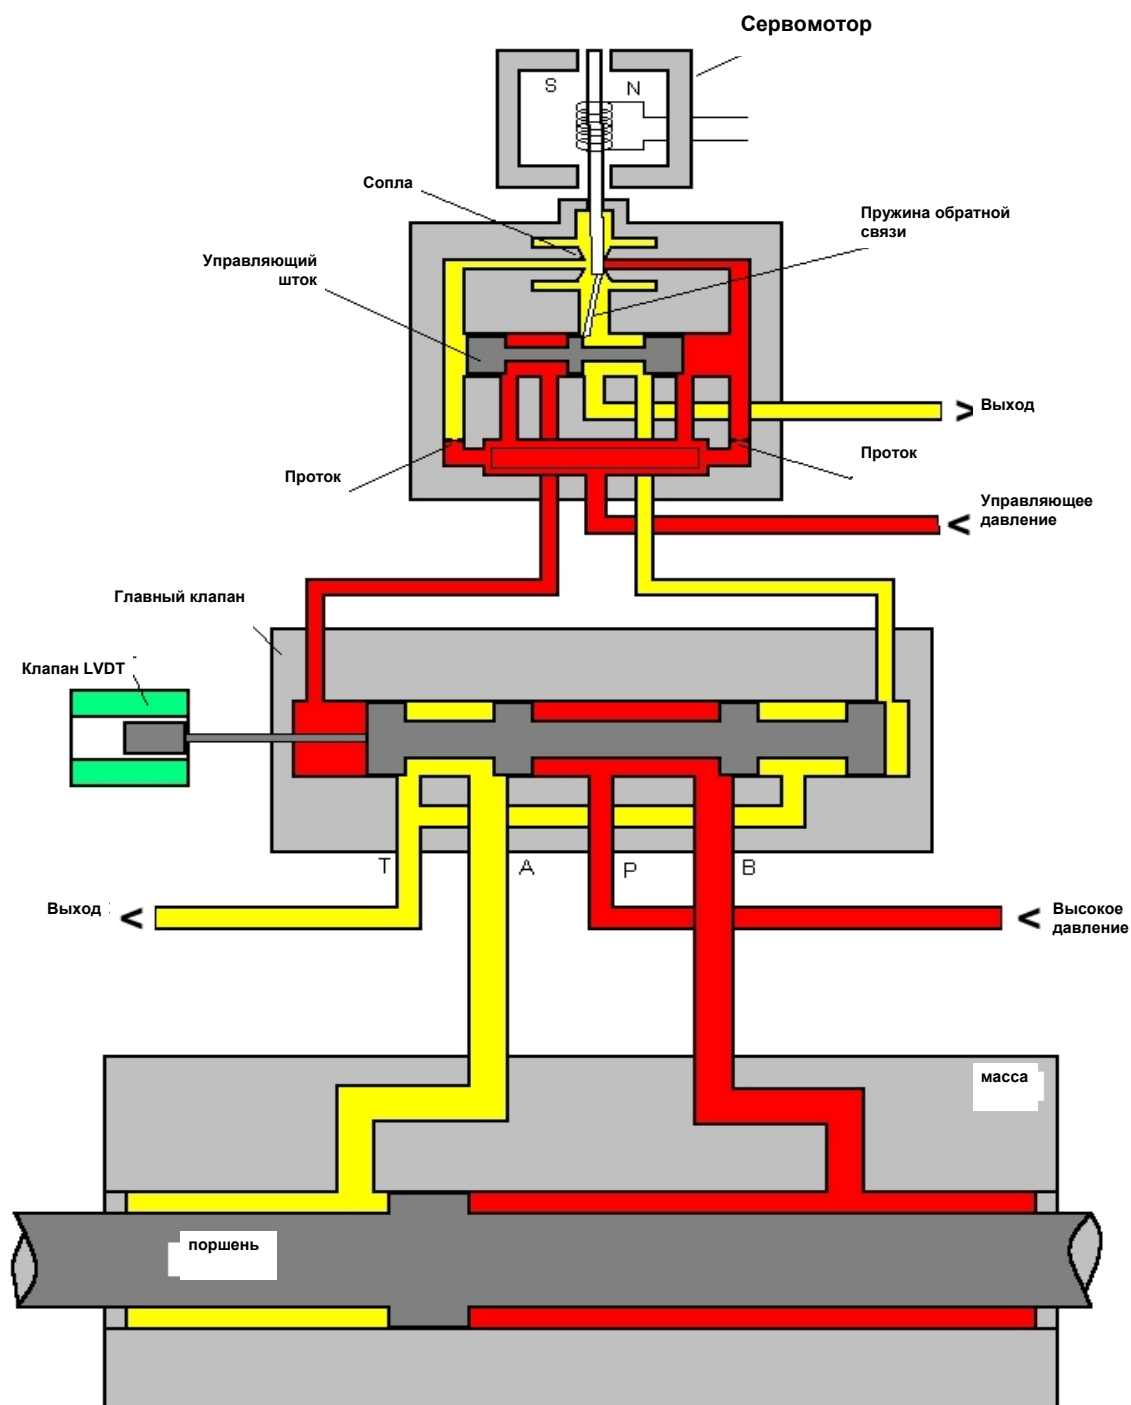 Сервомотор
S
N
Сопла
Пружина обратной
связи
Управляющий
шток
Выход
Проток
Проток
Управляющее
давление
Главный клапан
Клапан LVDT
T
A
P
B
Выход
Высокое
давление
масса
поршень